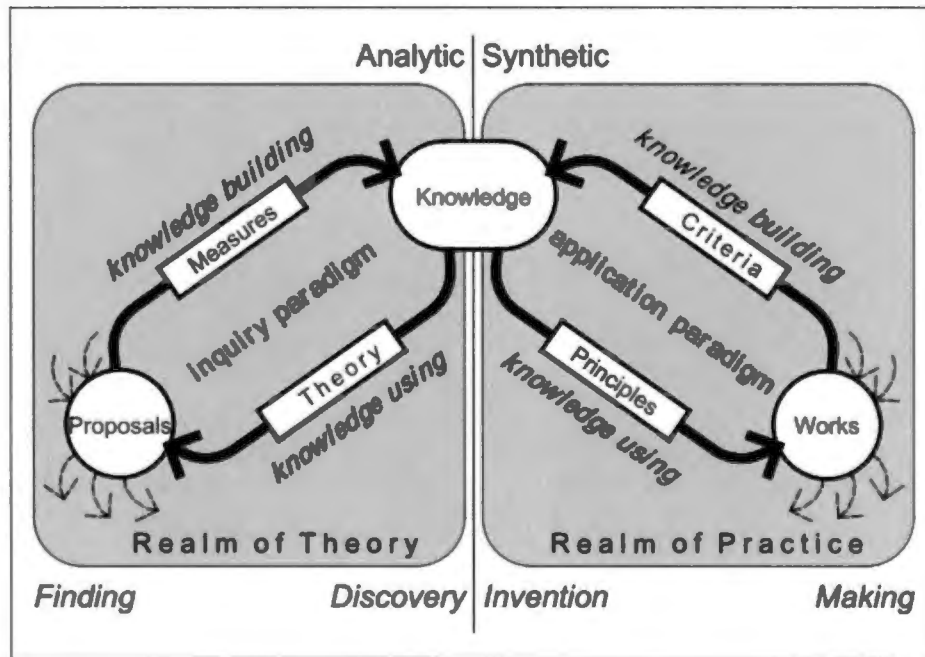 Analytic Synthetic
knowledge building
Measures
inquiry paradigm
Theory
knowledge using
Proposals
Realm of Theory
Knowledge
knowledge building
Criteria
application paradigm
Principles
knowledge using
Works
Realm of Practice
Finding Discovery Invention Making